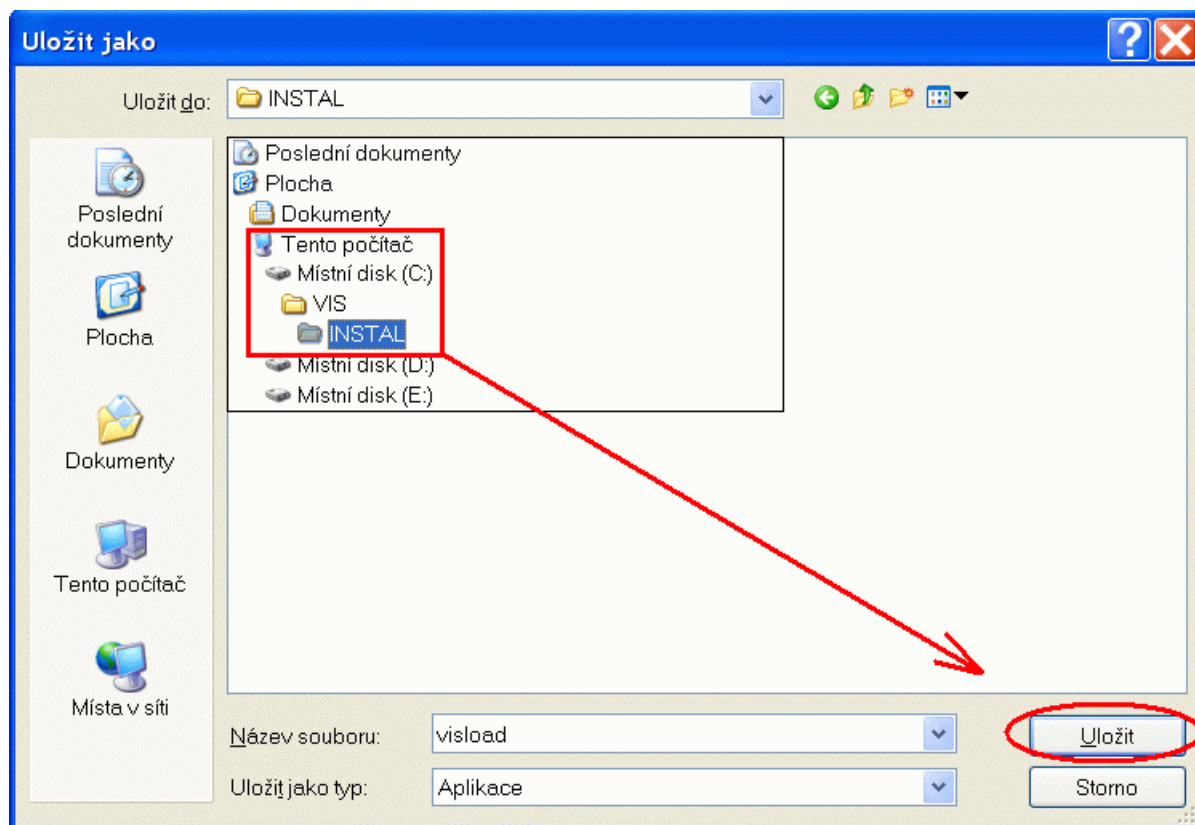 Uložit jako
Uložit do:
INSTAL
Poslední dokumenty
Plocha
Dokumenty
Tento počítač
Místní disk (C:)
VIS
INSTAL
Místní disk (D:)
Místní disk (E:)
Poslední
dokumenty
Plocha
Dokumenty
Tento počítač
Místa v síti
Název souboru:
visload
Uložit
Uložit jako typ:
Aplikace
Storno